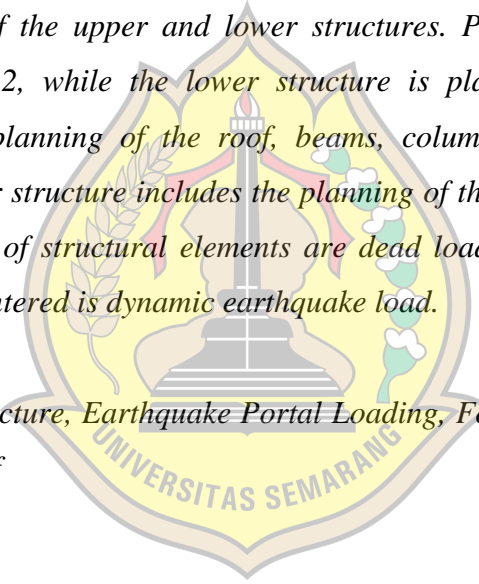 of the upper and lower structures. P
2, while the lower structure is pla
planning of the roof, beams, colum
r structure includes the planning of th
of structural elements are dead loa
ntered is dynamic earthquake load.
cture, Earthquake Portal Loading, F
UNIVERSITAS SEMARANG